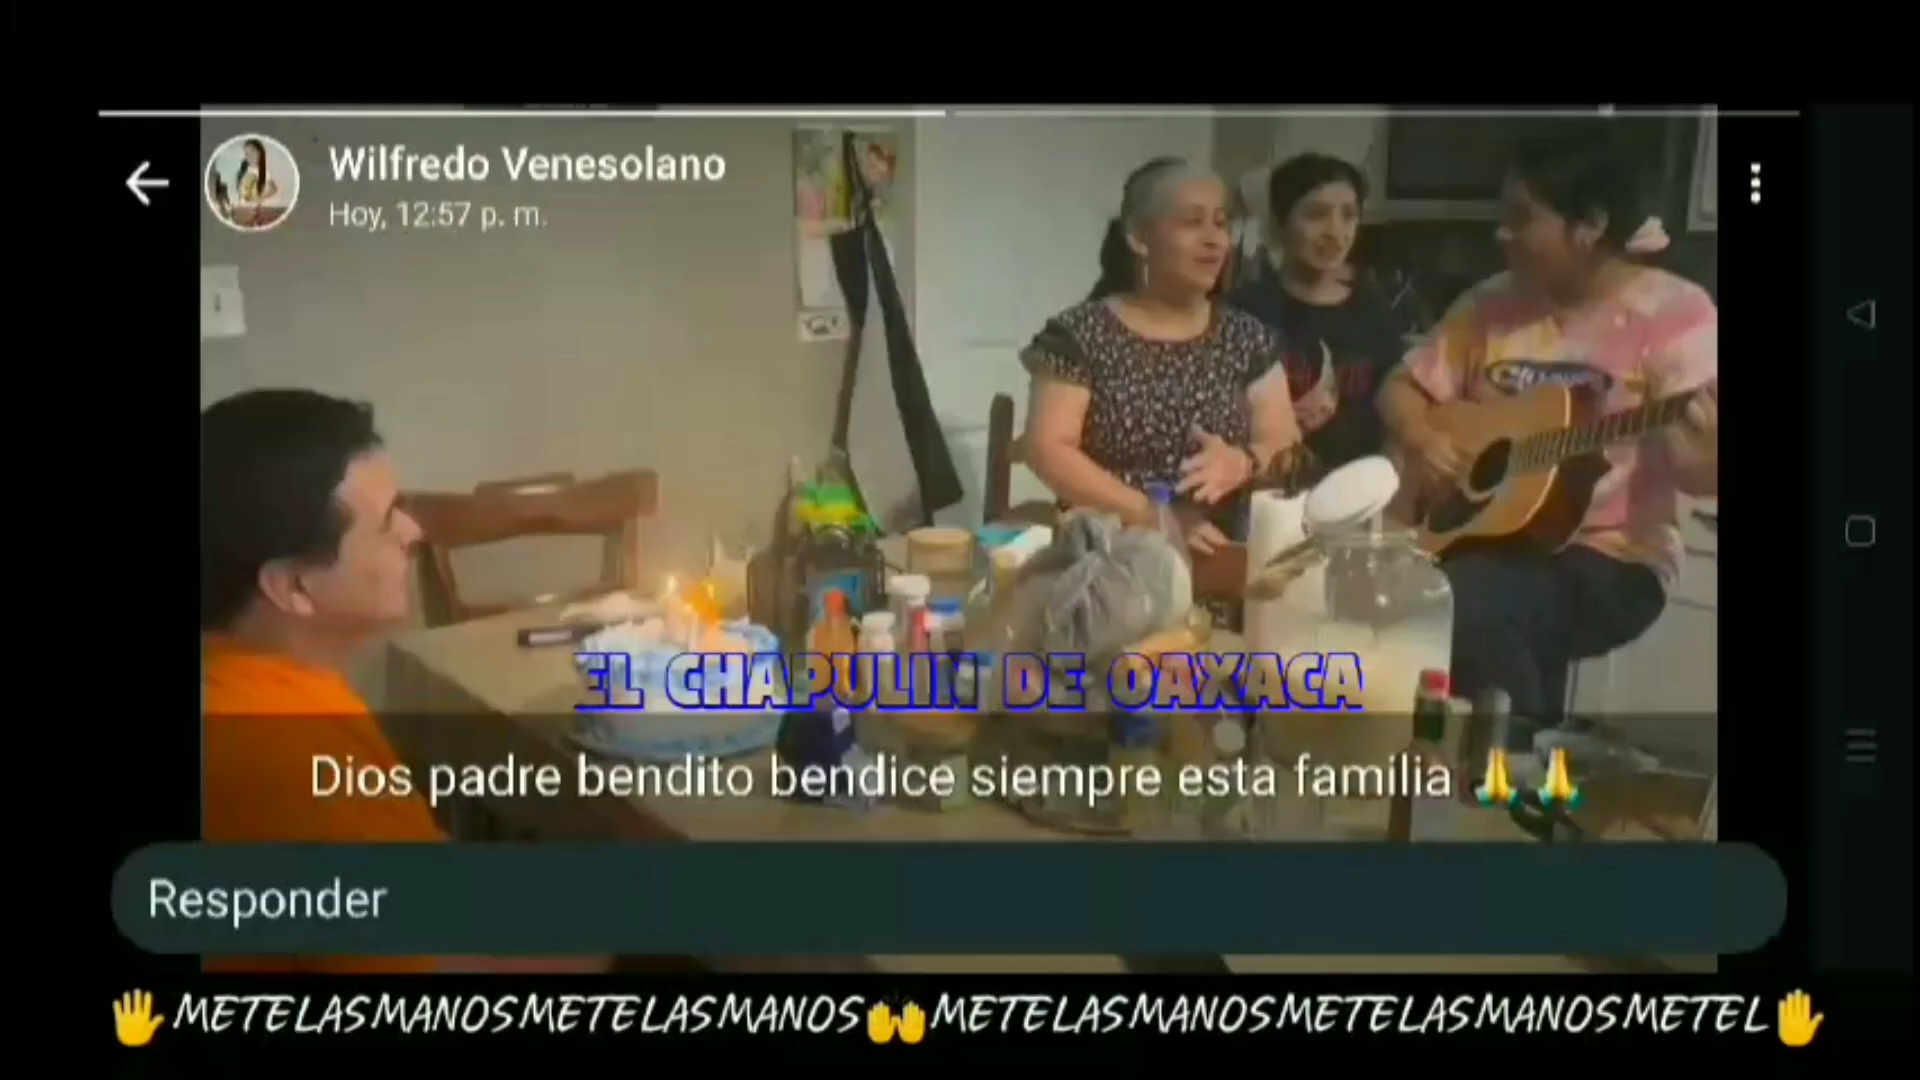 Wilfredo Venesolano
Hoy, 12:57 p. m.
EL CHAPULIN DE OAXACA
Dios padre bendito bendice siempre esta familia 🙏 🙏
Responder
🖐METELASMANOSMETELASMANOS🙌METELASMANOSMETELASMANOSMETEL🖐